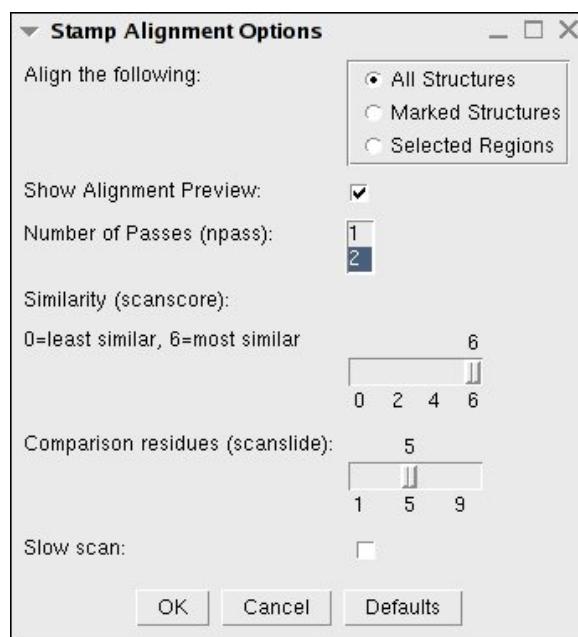 Stamp Alignment Options
Align the following:
All Structures
Marked Structures
Selected Regions
Show Alignment Preview:
Number of Passes (npass):
1
2
Similarity (scanscore):
0=least similar, 6=most similar
6
0 2 4 6
Comparison residues (scanslide):
5
1 5 9
Slow scan:
OK Cancel Defaults